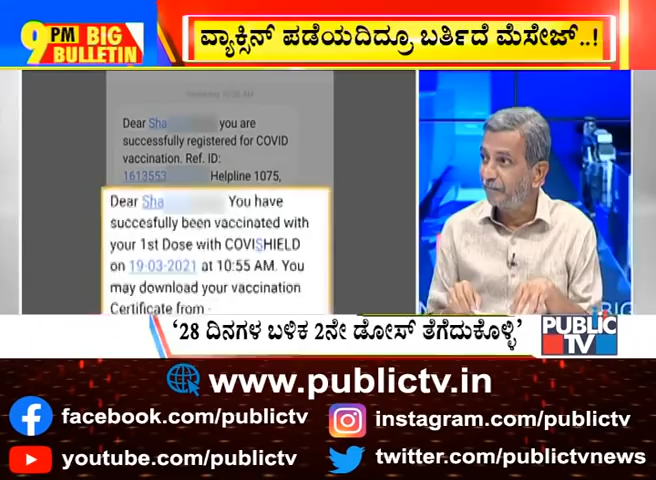 9 PM BIG BULLETIN
ವ್ಯಾಕ್ಸಿನ್ ಪಡೆಯದಿದ್ರೂ ಬರ್ತಿದೆ ಮೆಸೇಜ್..!
Dear Sha you are
successfully registered for COVID
vaccination. Ref. ID:
1613553 Helpline 1075,
Dear Sha You have
succesfully been vaccinated with
your 1st Dose with COVISHIELD
on 19-03-2021 at 10:55 AM. You
may download your vaccination
Certificate from -
BIG
'28 ದಿನಗಳ ಬಳಿಕ 2ನೇ ಡೋಸ್ ತೆಗೆದುಕೊಳ್ಳಿ'
PUBLIC TV
www.publictv.in
facebook.com/publictv
instagram.com/publictv
youtube.com/publictv
twitter.com/publictvnews